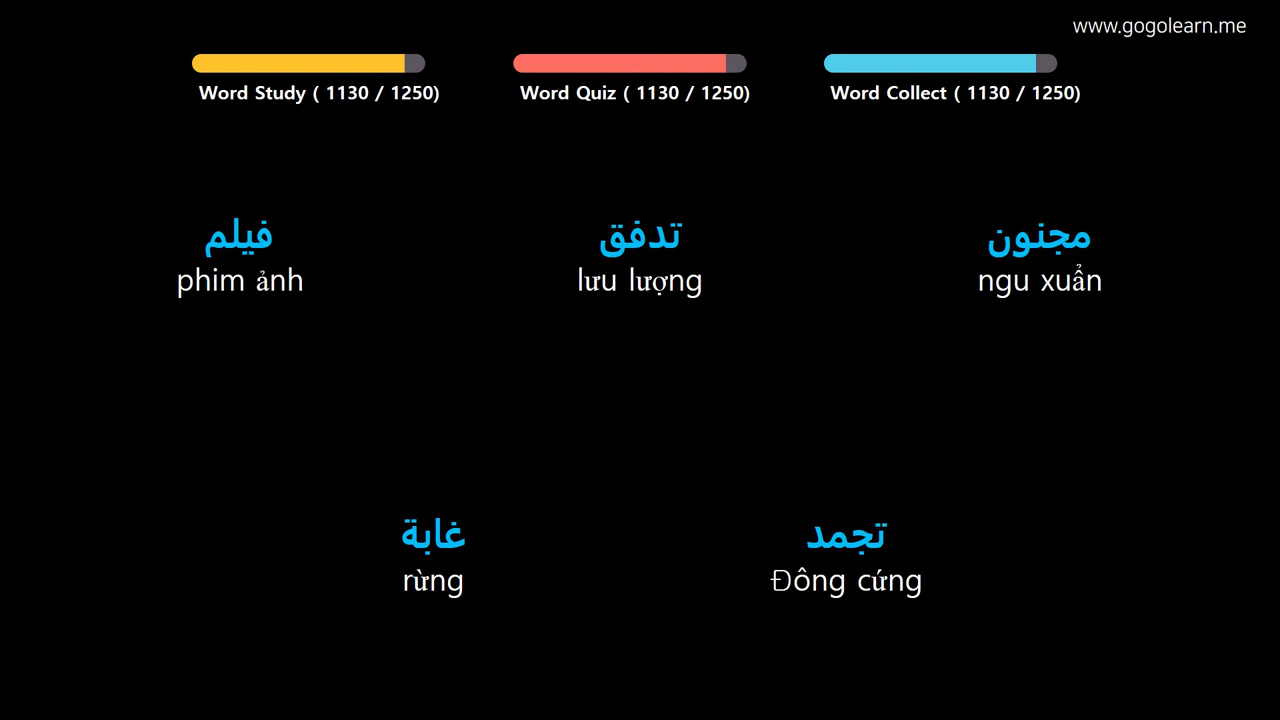 www.gogolearn.me
Word Study ( 1130 / 1250)
Word Quiz ( 1130 / 1250)
Word Collect ( 1130 / 1250)
فيلم
phim ảnh
تدفق
lưu lượng
مجنون
ngu xuẩn
غابة
rừng
تجمد
Đông cứng